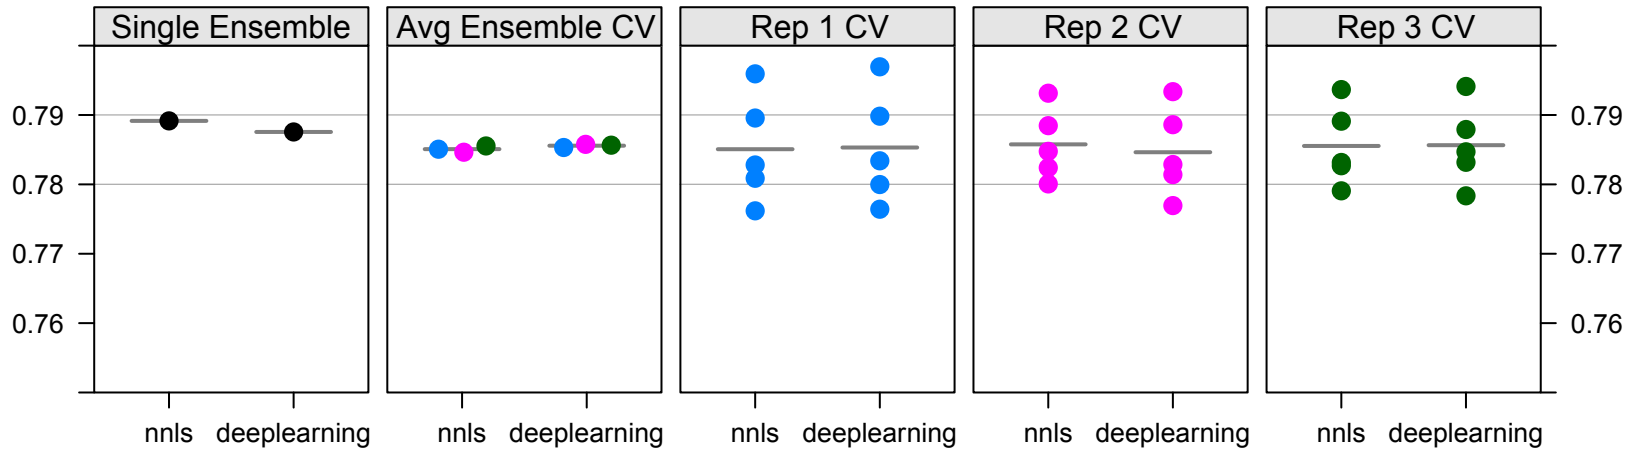 Single Ensemble
Avg Ensemble CV
Rep 1 CV
Rep 2 CV
Rep 3 CV
0.79
0.78
0.77
0.76
0.79
0.78
0.77
0.76
nnls deeplearning
nnls deeplearning
nnls deeplearning
nnls deeplearning
nnls deeplearning